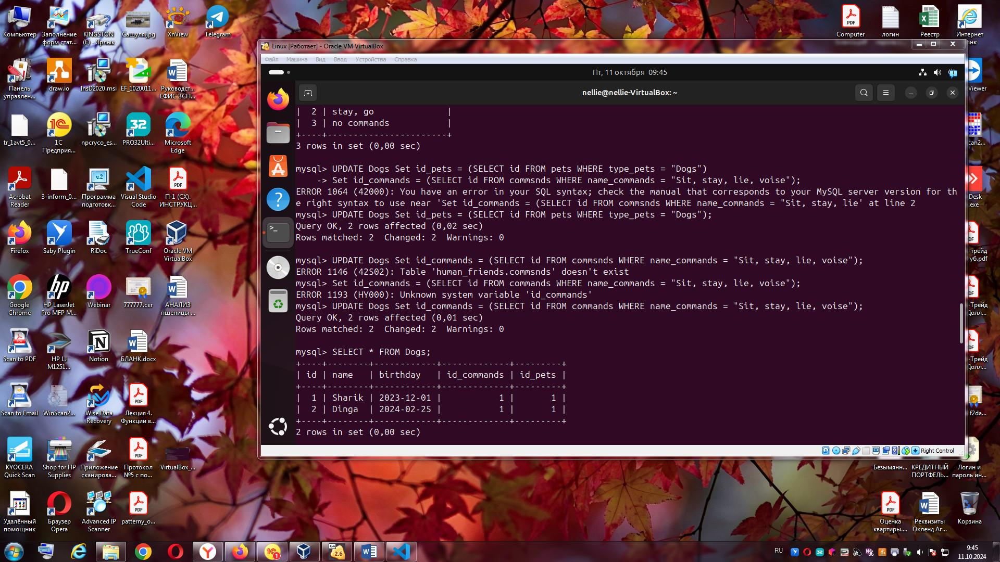 Компьютер
Заполнение форм стат...
KINGSTON (E) - Ярлык
Сашуля.jpg
XnView
Telegram
PDF
Computer
логин
Реестр
Интернет
нк
Linux [Работает] - Oracle VM VirtualBox
Файл Машина Вид Ввод Устройства Справка
Пт, 11 октября 09:45
nellie@nellie-VirtualBox: ~
| 2 | stay, go |
| 3 | no commands |
+----+-----------------------+
3 rows in set (0,00 sec)
mysql> UPDATE Dogs Set id_pets = (SELECT id FROM pets WHERE type_pets = "Dogs")
-> Set id_commands = (SELECT id FROM commsnds WHERE name_commands = "Sit, stay, lie, voise");
ERROR 1064 (42000): You have an error in your SQL syntax; check the manual that corresponds to your MySQL server version for th
e right syntax to use near 'Set id_commands = (SELECT id FROM commsnds WHERE name_commands = "Sit, stay, lie' at line 2
mysql> UPDATE Dogs Set id_pets = (SELECT id FROM pets WHERE type_pets = "Dogs");
Query OK, 2 rows affected (0,02 sec)
Rows matched: 2  Changed: 2  Warnings: 0
mysql> UPDATE Dogs Set id_commands = (SELECT id FROM commsnds WHERE name_commands = "Sit, stay, lie, voise");
ERROR 1146 (42S02): Table 'human_friends.commsnds' doesn't exist
mysql> Set id_commands = (SELECT id FROM commands WHERE name_commands = "Sit, stay, lie, voise");
ERROR 1193 (HY000): Unknown system variable 'id_commands'
mysql> UPDATE Dogs Set id_commands = (SELECT id FROM commands WHERE name_commands = "Sit, stay, lie, voise");
Query OK, 2 rows affected (0,01 sec)
Rows matched: 2  Changed: 2  Warnings: 0
mysql> SELECT * FROM Dogs;
+----+--------+------------+-------------+---------+
| id | name | birthday | id_commands | id_pets |
+----+--------+------------+-------------+---------+
| 1 | Sharik | 2023-12-01 | 1 | 1 |
| 2 | Dinga | 2024-02-25 | 1 | 1 |
+----+--------+------------+-------------+---------+
2 rows in set (0,00 sec)
Right Control
Панель управлен...
draw.io
InsD2020.msi
EF_1020011...
Руководст... ЕФИС ЗСН...
Viewer
tr_1avt5_0...
1С Предприя...
npcryco_es...
PRO32Ulti...
Microsoft Edge
can2...
Acrobat Reader
3-inform_0...
Программа подготовк...
Visual Studio Code
П-1 (СХ). ИНСТРУКЦ...
Desk
.exe
Firefox
Saby Plugin
RiDoc
TrueConf
Oracle VM VirtualBox
-трейд
Руб.pdf
Google Chrome
HP LaserJet Pro MFP M...
Webinar
777777.cer
АНАЛИЗ пшеницы ...
-Трейд
Долл...
Scan to PDF
HP LJ M1251...
Notion
БЛАНК.docx
-Трейд
Долл...
Scan to Email
WinScan2...
Wise Data Recovery
Лекция 4. Функции в...
f2da...
KYOCERA Quick Scan
Shop for HP Supplies
Приложение сканирова...
Протокол №5 с по...
VirtualBox_...
Безымянн...
КРЕДИТНЫЙ ПОРТФЕЛЬ...
Логин и пароль ин...
Удалённый помощник
Браузер Opera
Advanced IP Scanner
patterny_o...
Оценка квартиры....
Реквизиты Окленд Аг...
Корзина
RU
9:45
11.10.2024